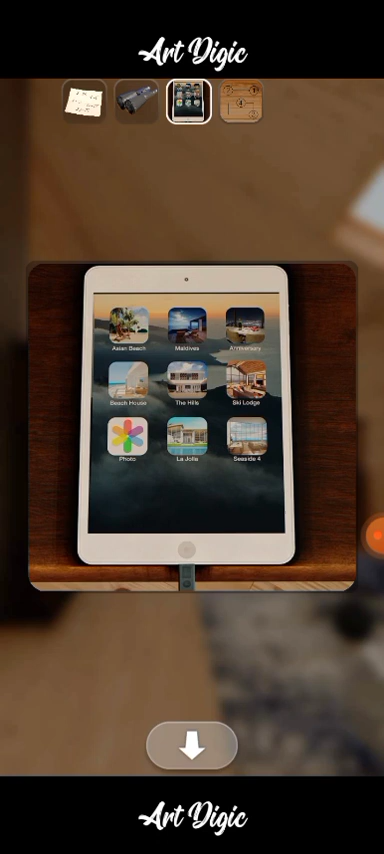 Art Digic
Asian Beach
Maldives
Anniversary
Beach House
The Hills
Ski Lodge
Photo
La Jolla
Seaside 4
Art Digic